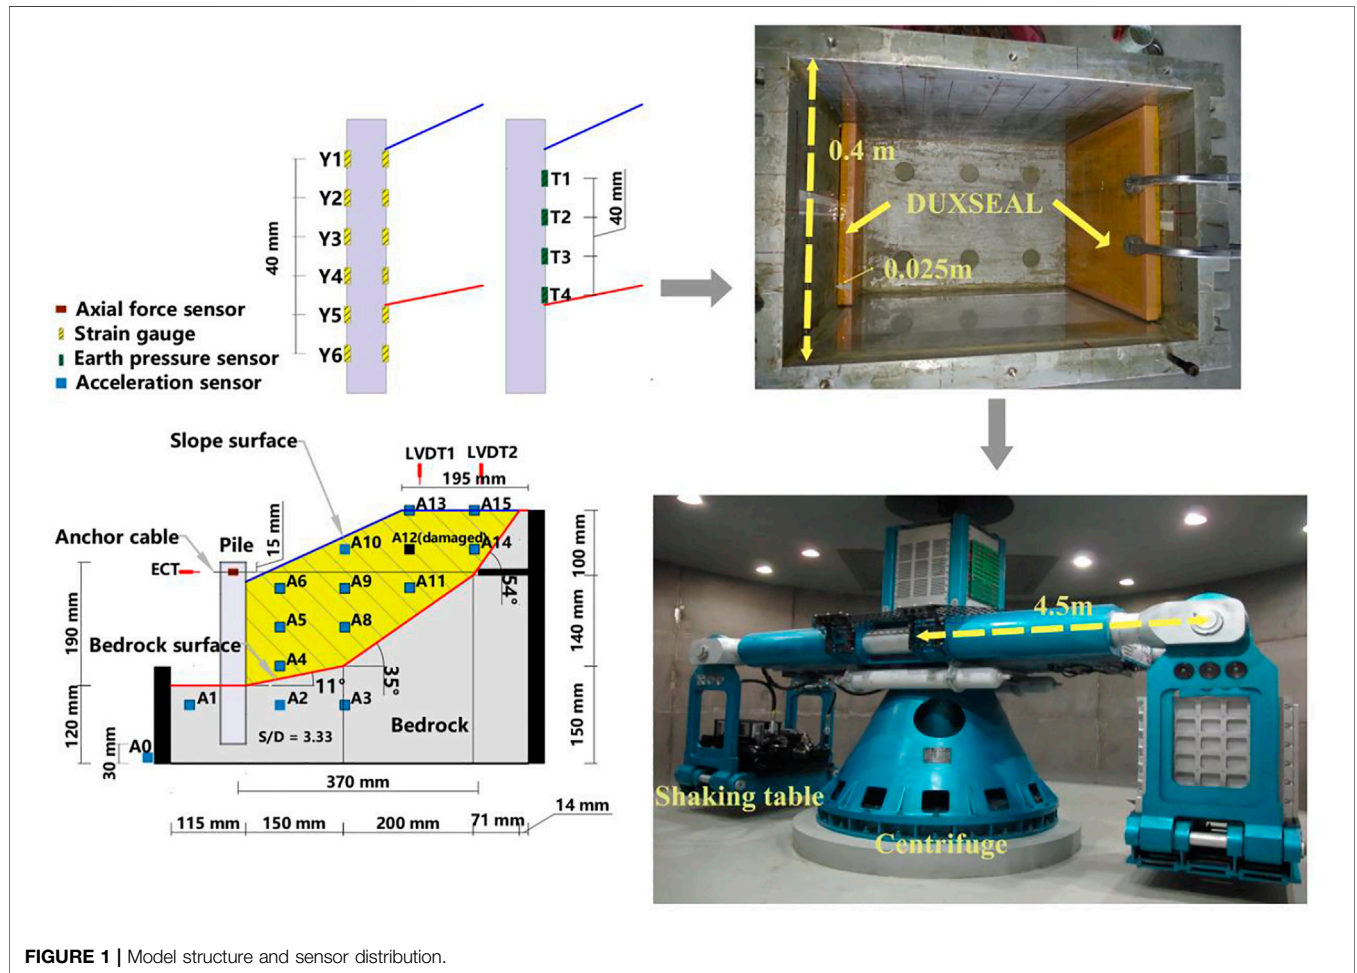 Y1
Y2
Y3
Y4
Y5
Y6
40 mm
T1
T2
T3
T4
40 mm
Axial force sensor
Strain gauge
Earth pressure sensor
Acceleration sensor
0.4 m
DUXSEAL
0.025m
Slope surface
LVDT1
LVDT2
195 mm
Anchor cable
Pile
15 mm
ECT
A13
A15
A10
A12(damaged)
A14
A6
A9
A11
A5
A8
A4
Bedrock surface
54°
35°
11°
A1
A2
A3
A0
Bedrock
S/D = 3.33
190 mm
120 mm
30 mm
100 mm
140 mm
150 mm
370 mm
14 mm
115 mm
150 mm
200 mm
71 mm
4.5m
Shaking table
Centrifuge
FIGURE 1 | Model structure and sensor distribution.